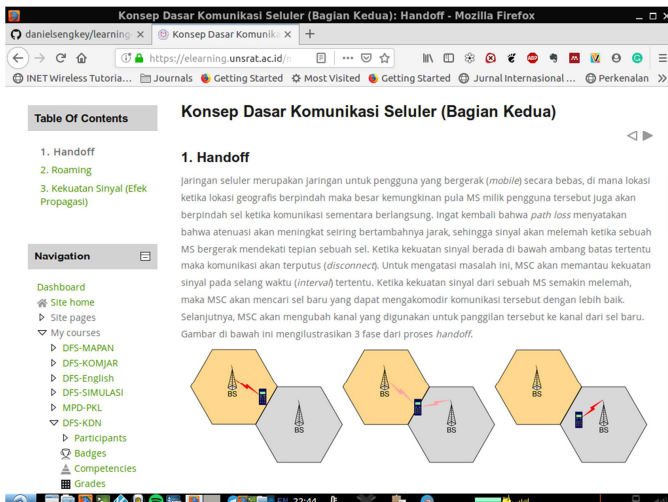 Konsep Dasar Komunikasi Seluler (Bagian Kedua): Handoff - Mozilla Firefox
danielsengkey/learning
Konsep Dasar Komunika
https://elearning.unsrat.ac.id/
INET Wireless Tutoria...
Journals
Getting Started
Most Visited
Getting Started
Jurnal Internasional ...
Perkenalan
Table Of Contents
1. Handoff
2. Roaming
3. Kekuatan Sinyal (Efek
Propagasi)
Navigation
Dashboard
Site home
Site pages
My courses
DFS-MAPAN
DFS-KOMJAR
DFS-English
DFS-SIMULASI
MPD-PKL
DFS-KDN
Participants
Badges
Competencies
Grades
Konsep Dasar Komunikasi Seluler (Bagian Kedua)
1. Handoff
Jaringan seluler merupakan jaringan untuk pengguna yang bergerak (mobile) secara bebas, di mana lokasi
ketika lokasi geografis berpindah maka besar kemungkinan pula MS milik pengguna tersebut juga akan
berpindah sel ketika komunikasi sementara berlangsung. Ingat kembali bahwa path loss menyatakan
bahwa atenuasi akan meningkat seiring bertambahnya jarak, sehingga sinyal akan melemah ketika sebuah
MS bergerak mendekati tepian sebuah sel. Ketika kekuatan sinyal berada di bawah ambang batas tertentu
maka komunikasi akan terputus (disconnect). Untuk mengatasi masalah ini, MSC akan memantau kekuatan
sinyal pada selang waktu (interval) tertentu. Ketika kekuatan sinyal dari sebuah MS semakin melemah,
maka MSC akan mencari sel baru yang dapat mengakomodir komunikasi tersebut dengan lebih baik.
Selanjutnya, MSC akan mengubah kanal yang digunakan untuk panggilan tersebut ke kanal dari sel baru.
Gambar di bawah ini mengilustrasikan 3 fase dari proses handoff.
BS
BS
BS
BS
BS
BS
EN
22:44